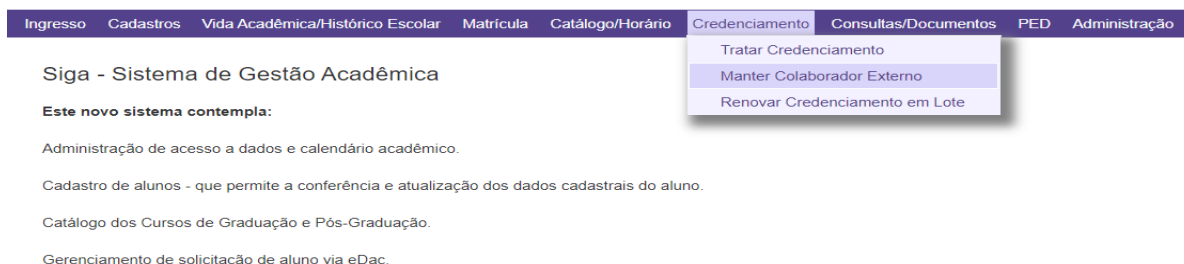 Ingresso Cadastros Vida Acadêmica/Histórico Escolar Matrícula Catálogo/Horário Credenciamento Consultas/Documentos PED Administração
Tratar Credenciamento
Manter Colaborador Externo
Renovar Credenciamento em Lote
Siga - Sistema de Gestão Acadêmica
Este novo sistema contempla:
Administração de acesso a dados e calendário acadêmico.
Cadastro de alunos - que permite a conferência e atualização dos dados cadastrais do aluno.
Catálogo dos Cursos de Graduação e Pós-Graduação.
Gerenciamento de solicitação de aluno via eDac.